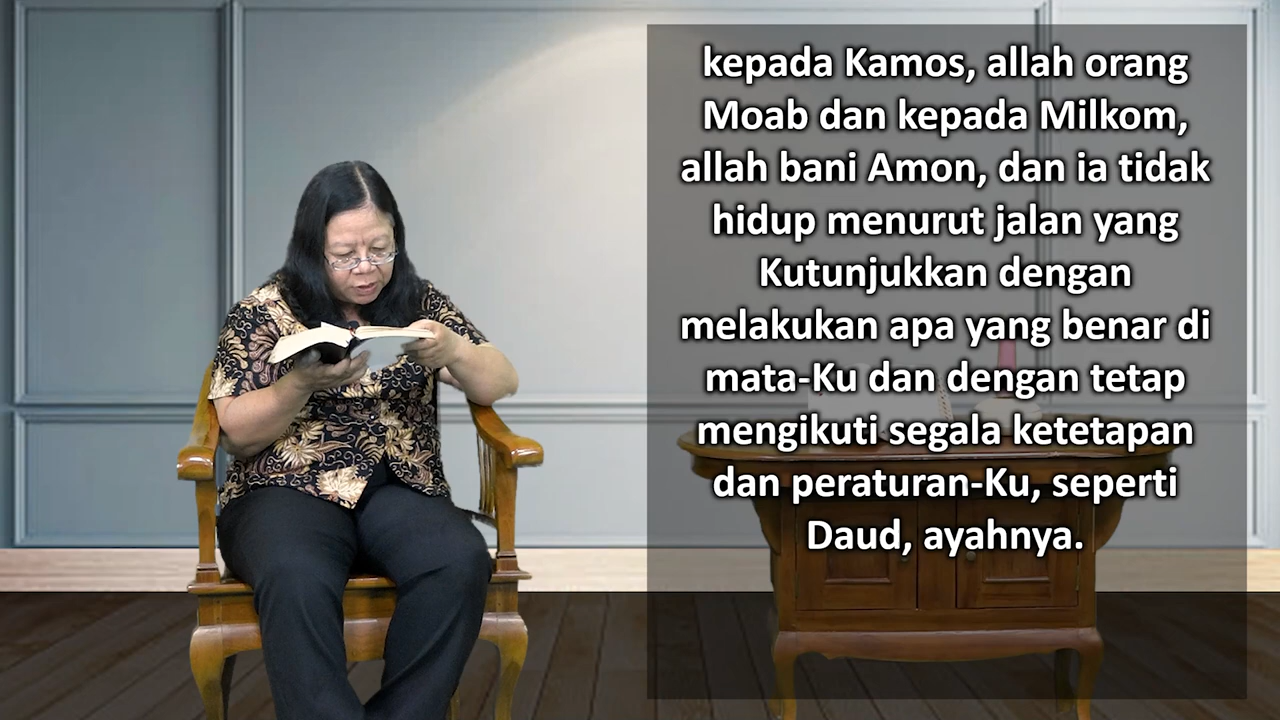 kepada Kamos, allah orang
Moab dan kepada Milkom,
allah bani Amon, dan ia tidak
hidup menurut jalan yang
Kutunjukkan dengan
melakukan apa yang benar di
mata-Ku dan dengan tetap
mengikuti segala ketetapan
dan peraturan-Ku, seperti
Daud, ayahnya.